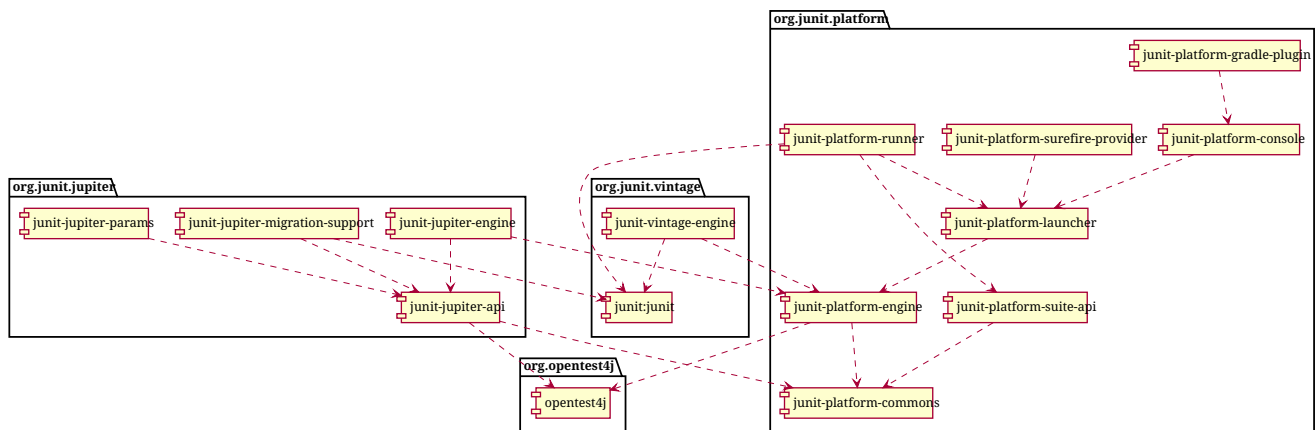 org.junit.platform
junit-platform-gradle-plugin
junit-platform-runner
junit-platform-surefire-provider
junit-platform-console
org.junit.jupiter
org.junit.vintage
junit-jupiter-params
junit-jupiter-migration-support
junit-jupiter-engine
junit-vintage-engine
junit-platform-launcher
junit-jupiter-api
junit:junit
junit-platform-engine
junit-platform-suite-api
org.opentest4j
opentest4j
junit-platform-commons